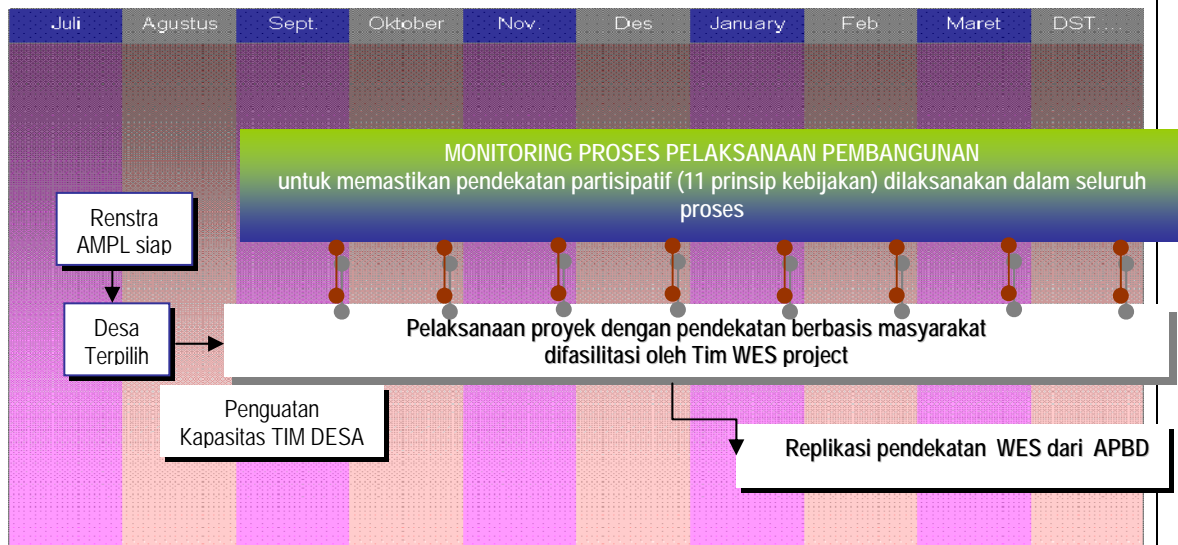 Juli Agustus Sept. Oktober Nov. Des January Feb Maret DST....
MONITORING PROSES PELAKSANAAN PEMBANGUNAN
untuk memastikan pendekatan partisipatif (11 prinsip kebijakan) dilaksanakan dalam seluruh
proses
Renstra
AMPL siap
Desa
Terpilih
Pelaksanaan proyek dengan pendekatan berbasis masyarakat
difasilitasi oleh Tim WES project
Penguatan
Kapasitas TIM DESA
Replikasi pendekatan WES dari APBD